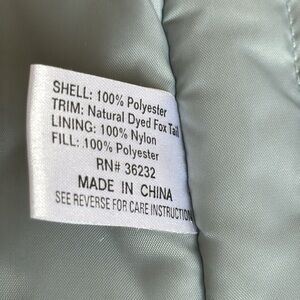 SHELL: 100% Polyester
TRIM: Natural Dyed Fox Tail
LINING: 100% Nylon
FILL: 100% Polyester
RN# 36232
MADE IN CHINA
SEE REVERSE FOR CARE INSTRUCTION